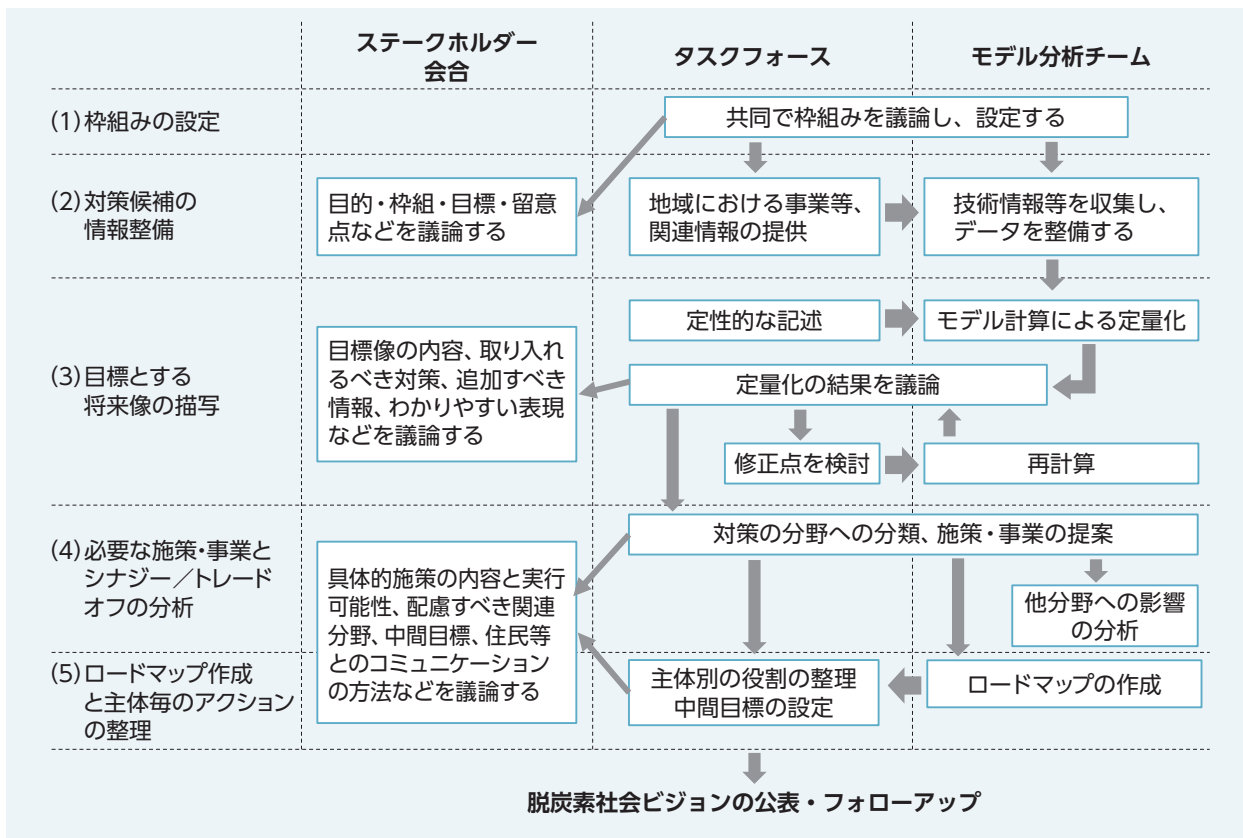 ステークホルダー
会合
タスクフォース
モデル分析チーム
(1)枠組みの設定
共同で枠組みを議論し、設定する
(2)対策候補の
情報整備
目的・枠組・目標・留意
点などを議論する
地域における事業等、
関連情報の提供
技術情報等を収集し、
データを整備する
(3)目標とする
将来像の描写
目標像の内容、取り入れ
るべき対策、追加すべき
情報、わかりやすい表現
などを議論する
定性的な記述
モデル計算による定量化
定量化の結果を議論
修正点を検討
再計算
(4)必要な施策・事業と
シナジー／トレード
オフの分析
対策の分野への分類、施策・事業の提案
具体的施策の内容と実行
可能性、配慮すべき関連
分野、中間目標、住民等
とのコミュニケーション
の方法などを議論する
他分野への影響
の分析
(5)ロードマップ作成
と主体毎のアクション
の整理
主体別の役割の整理
中間目標の設定
ロードマップの作成
脱炭素社会ビジョンの公表・フォローアップ